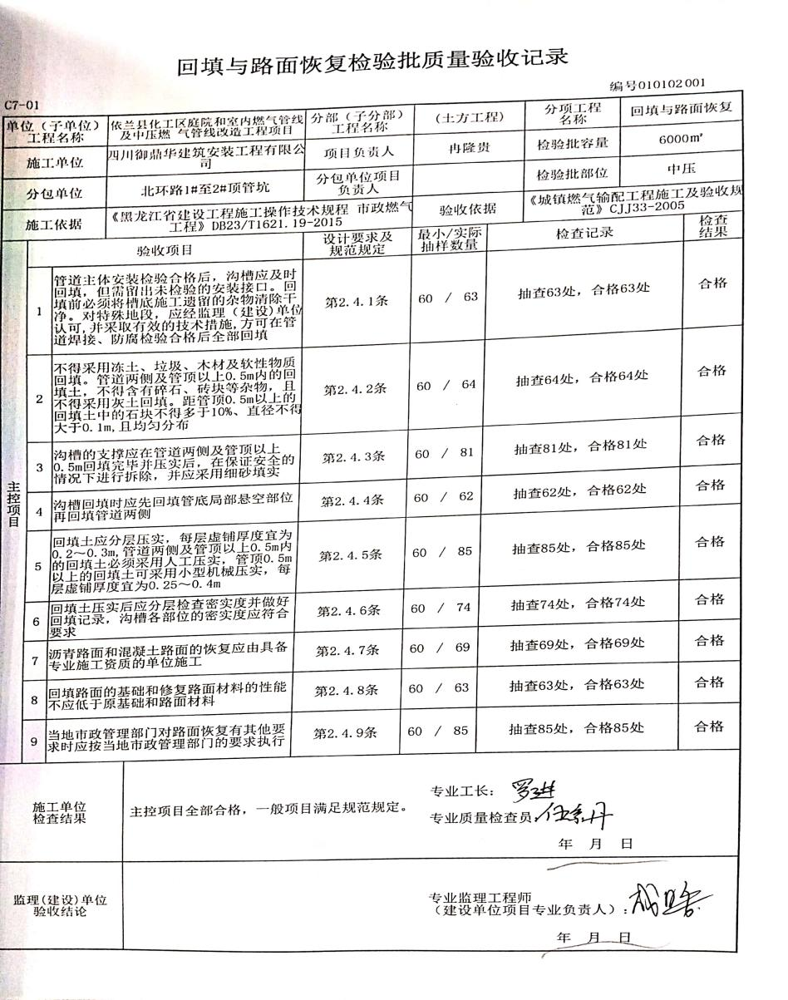 回填与路面恢复检验批质量验收记录
编号010102001
C7-01
单位（子单位）
工程名称
依兰县化工区庭院和室内燃气管线
及中压燃 气管线改造工程项目
分部（子分部）
工程名称
（土方工程）
分项工程
名称
回填与路面恢复
施工单位
四川御鼎华建筑安装工程有限公
司
项目负责人
冉隆贵
检验批容量
6000㎡
分包单位
北环路1#至2#顶管坑
分包单位项目
负责人
检验批部位
中压
施工依据
《黑龙江省建设工程施工操作技术规程 市政燃气
工程》DB23/T1621.19-2015
验收依据
《城镇燃气输配工程施工及验收规
范》CJJ33-2005
验收项目
设计要求及
规范规定
最小/实际
抽样数量
检查记录
检查
结果
主控项目
1
管道主体安装检验合格后，沟槽应及时
回填，但需留出未检验的安装接口。回
填前必须将槽底施工遗留的杂物清除干
净。对特殊地段，应经监理（建设）单位
认可,并采取有效的技术措施,方可在管
道焊接、防腐检验合格后全部回填
第2.4.1条
60 / 63
抽查63处，合格63处
合格
2
不得采用冻土、垃圾、木材及软性物质
回填。管道两侧及管顶以上0.5m内的回
填土，不得含有碎石、砖块等杂物，且
不得采用灰土回填。距管顶0.5m以上的
回填土中的石块不得多于10%、直径不得
大于0.1m,且均匀分布
第2.4.2条
60 / 64
抽查64处，合格64处
合格
3
沟槽的支撑应在管道两侧及管顶以上
0.5m回填完毕并压实后，在保证安全的
情况下进行拆除，并应采用细砂填实
第2.4.3条
60 / 81
抽查81处，合格81处
合格
4
沟槽回填时应先回填管底局部悬空部位
再回填管道两侧
第2.4.4条
60 / 62
抽查62处，合格62处
合格
5
回填土应分层压实，每层虚铺厚度宜为
0.2～0.3m,管道两侧及管顶以上0.5m内
的回填土必须采用人工压实，管顶0.5m
以上的回填土可采用小型机械压实，每
层虚铺厚度宜为0.25～0.4m
第2.4.5条
60 / 85
抽查85处，合格85处
合格
6
回填土压实后应分层检查密实度并做好
回填记录，沟槽各部位的密实度应符合
要求
第2.4.6条
60 / 74
抽查74处，合格74处
合格
7
沥青路面和混凝土路面的恢复应由具备
专业施工资质的单位施工
第2.4.7条
60 / 69
抽查69处，合格69处
合格
8
回填路面的基础和修复路面材料的性能
不应低于原基础和路面材料
第2.4.8条
60 / 63
抽查63处，合格63处
合格
9
当地市政管理部门对路面恢复有其他要
求时应按当地市政管理部门的要求执行
第2.4.9条
60 / 85
抽查85处，合格85处
合格
施工单位
检查结果
主控项目全部合格，一般项目满足规范规定。
专业工长：
专业质量检查员：
年 月 日
监理(建设)单位
验收结论
专业监理工程师
（建设单位项目专业负责人）：
年 月 日